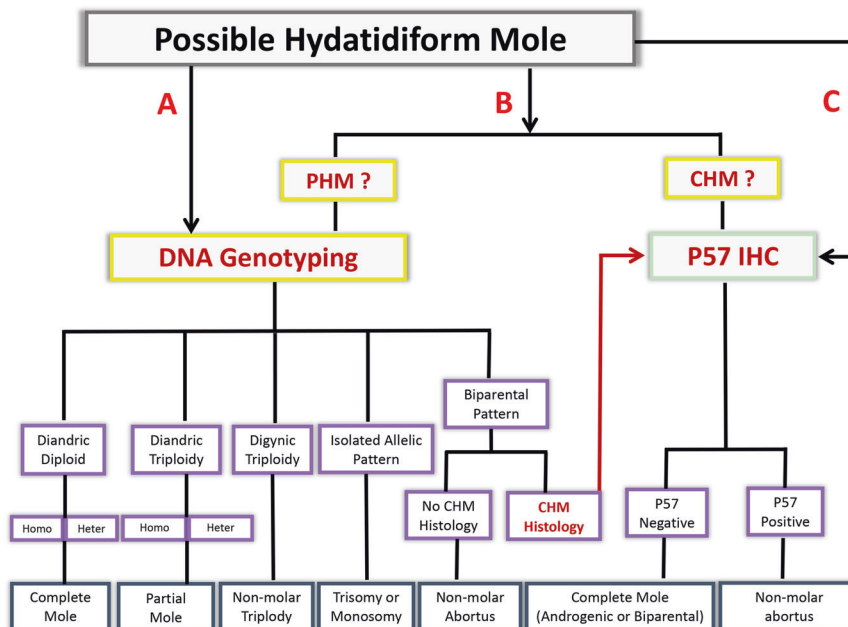 Possible Hydatidiform Mole
A
B
C
PHM ?
CHM ?
DNA Genotyping
P57 IHC
Biparental
Pattern
Diandric
Diploid
Diandric
Triploidy
Digynic
Triploidy
Isolated Allelic
Pattern
No CHM
Histology
CHM
Histology
P57
Negative
P57
Positive
Homo
Heter
Homo
Heter
Complete
Mole
Partial
Mole
Non-molar
Triplody
Trisomy or
Monosomy
Non-molar
Abortus
Complete Mole
(Androgenic or Biparental)
Non-molar
abortus